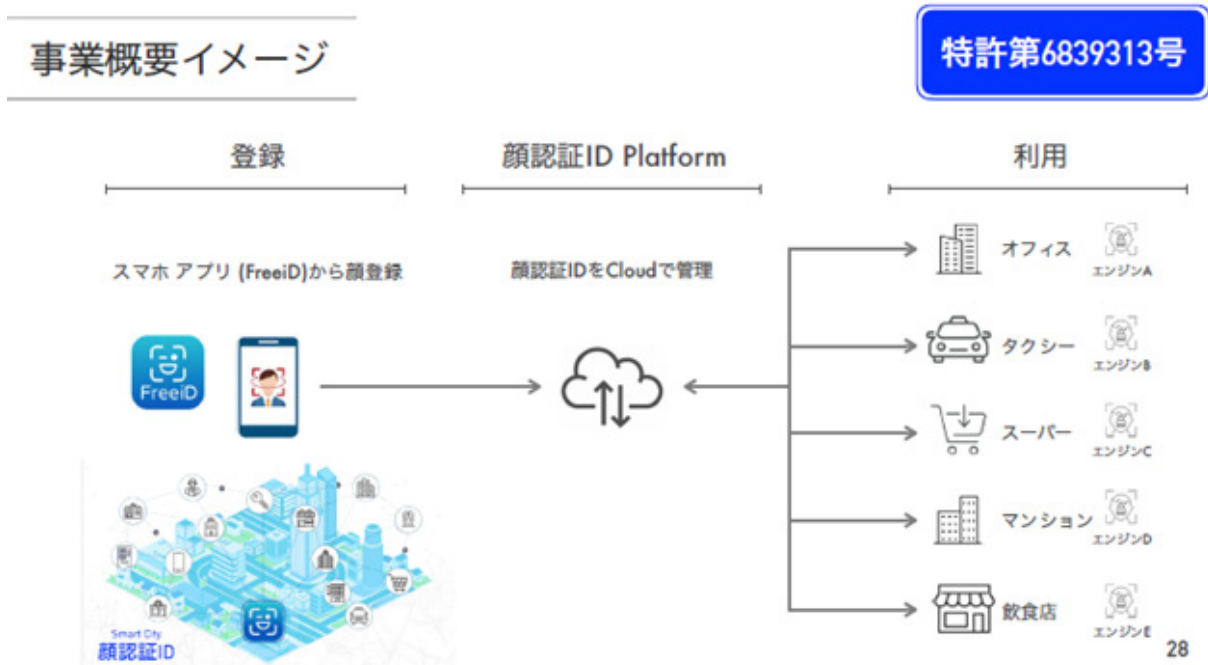 事業概要イメージ
特許第6839313号
登録
顔認証ID Platform
利用
スマホ アプリ (FreeiD)から顔登録
顔認証IDをCloudで管理
FreeiD
オフィス
エンジンA
タクシー
エンジンB
スーパー
エンジンC
マンション
エンジンD
飲食店
エンジンE
Smart City
顔認証ID
28